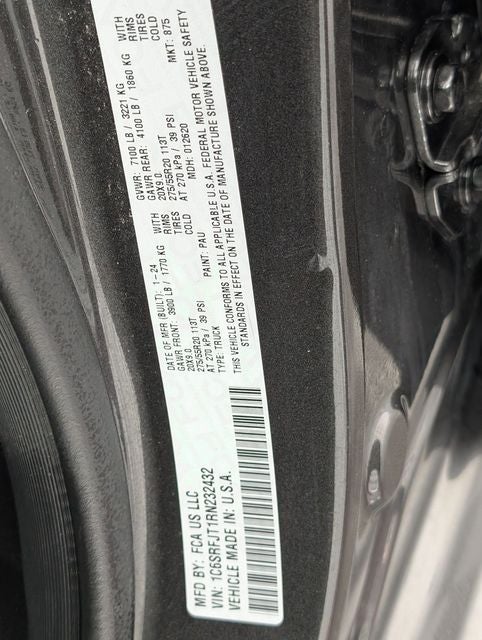 MFD BY: FCA US LLC
1C6SRFJT1RN232432
VEHICLE MADE IN: U.S.A.
DATE OF MFR (BUILT): 1-24
GVWR: 7100 LB / 3221 KG
GAWR FRONT: 3900 LB / 1770 KG WITH
20X9.0 RIMS
275/55R20 113T TIRES
AT 270 kPa / 39 PSI COLD
GAWR REAR: 4100 LB / 1860 KG WITH
20X9.0 RIMS
275/55R20 113T TIRES
AT 270 kPa / 39 PSI COLD
TYPE: TRUCK
PAINT: PAU
MDH: 012620
MKT: 875
THIS VEHICLE CONFORMS TO ALL APPLICABLE U.S.A. FEDERAL MOTOR VEHICLE SAFETY
STANDARDS IN EFFECT ON THE DATE OF MANUFACTURE SHOWN ABOVE.